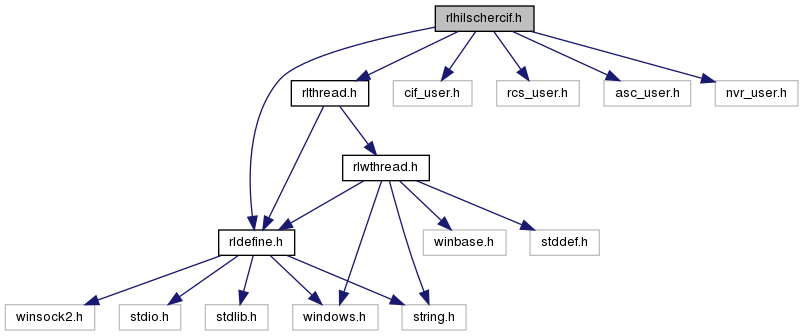 rlhilschercif.h
rlthread.h
cif_user.h
rcs_user.h
asc_user.h
nvr_user.h
rlwthread.h
rldefine.h
winbase.h
stddef.h
winsock2.h
stdio.h
stdlib.h
windows.h
string.h